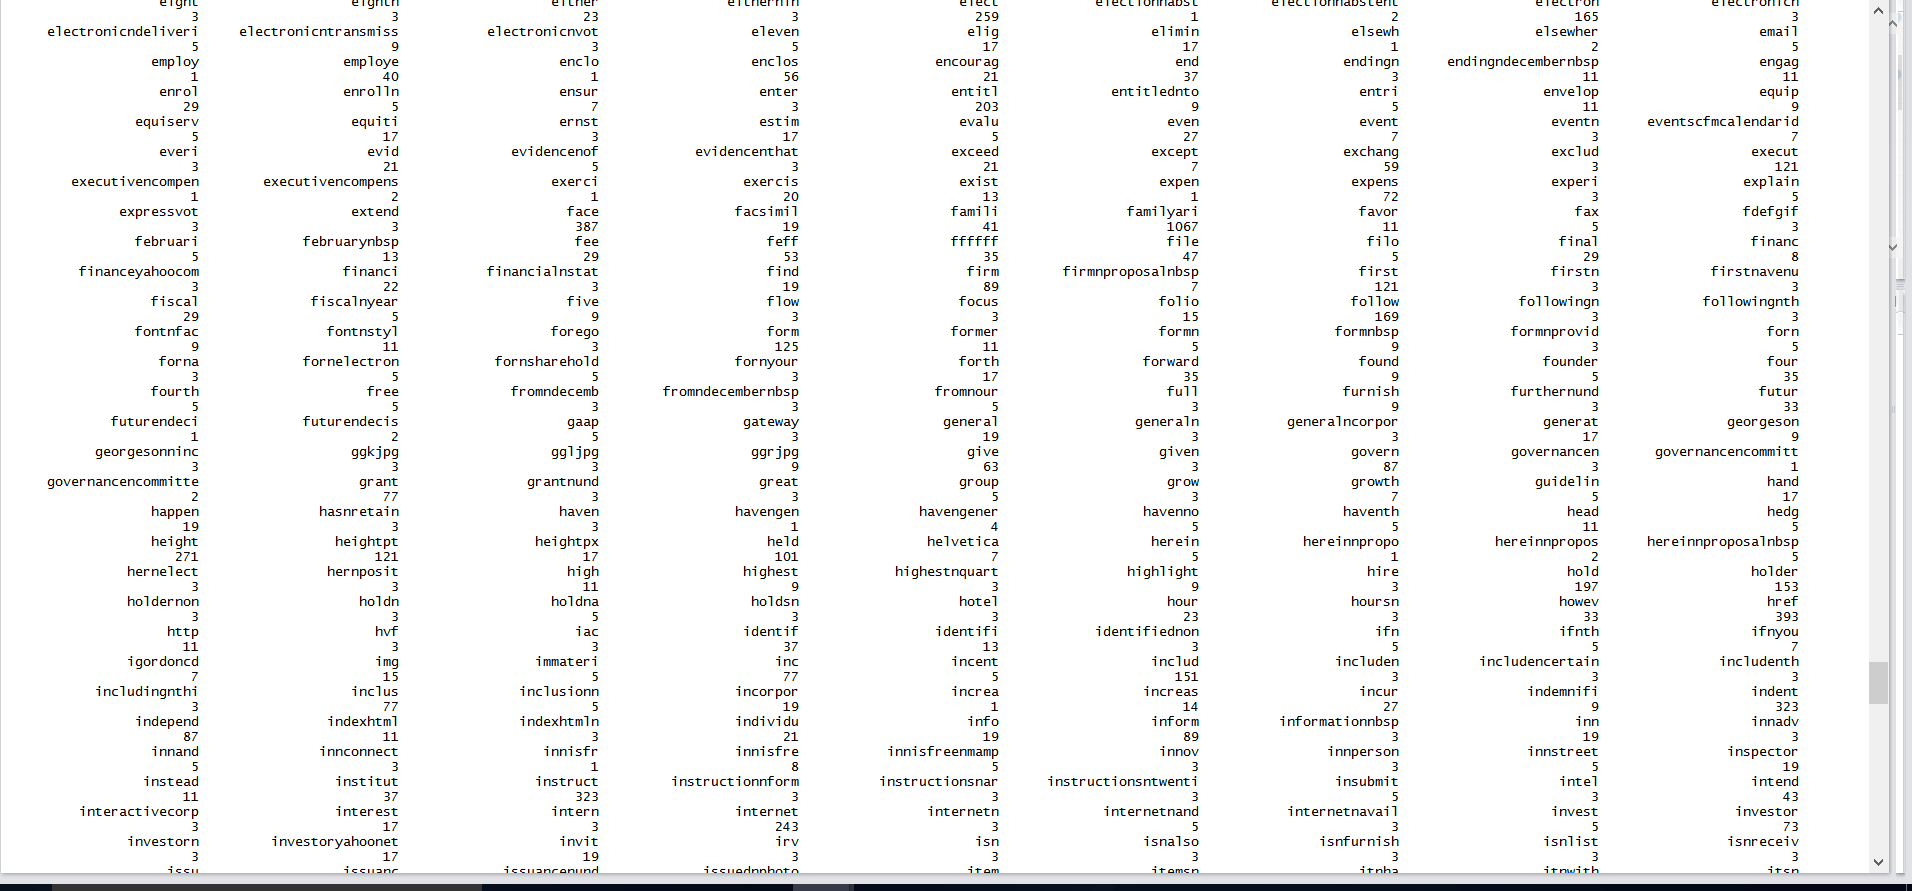 eight eighth either eithernin elect electionnabst electionnabstent electron electronicn
3 3 23 3 259 1 2 165 3
electronicndeliveri electronicntransmiss electronicnvot eleven elig elimin elsewh elsewher email
5 9 3 5 17 17 1 2 5
employ employe enclo enclos encourag end endingn endingndecembernbsp engag
1 40 1 56 21 37 3 11 11
enrol enrolln ensur enter entitl entitlednto entri envelop equip
29 5 7 3 203 9 5 11 9
equiserv equiti ernst estim evalu even event eventn eventscfmcalendarid
5 17 3 17 5 27 7 3 7
everi evid evidencenof evidencenthat exceed except exchang exclud execut
3 21 5 3 21 7 59 3 121
executivencompen executivencompens exerci exercis exist expen expens experi explain
1 2 1 20 13 1 72 3 5
expressvot extend face facsimil famili familyari favor fax fdefgif
3 3 387 19 41 1067 11 5 3
februari februarynbsp fee feff ffffff file filo final financ
5 13 29 53 35 47 5 29 8
financeyahoocom financi financialnstat find firm firmnproposalnbsp first firstn firstnavenu
3 22 3 19 89 7 121 3 3
fiscal fiscalnyear five flow focus folio follow followingn followingnth
29 5 9 3 3 15 169 3 3
fontnfac fontnstyl forego form former formn formnbsp formnprovid forn
9 11 3 125 11 5 9 3 5
forna fornelectron fornsharehold fornyour forth forward found founder four
3 5 5 3 17 35 9 5 35
fourth free fromndecemb fromndecembernbsp fromnour full furnish furthernund futur
5 5 3 3 5 3 9 3 33
futurendeci futurendecis gaap gateway general generaln generalncorpor generat georgeson
1 2 5 3 19 3 3 17 9
georgesonninc ggkjpg ggljpg ggrjpg give given govern governancen governancencommitt
3 3 3 9 63 3 87 3 1
governancencommitte grant grantnund great group grow growth guidelin hand
2 77 3 3 5 3 7 5 17
happen hasnretain haven havengen havengener havenno haventh head hedg
19 3 3 1 4 5 5 11 5
height heightpt heightpx held helvetica herein hereinnpropo hereinnpropos hereinnproposalnbsp
271 121 17 101 7 5 1 2 5
hernelect hernposit high highest highestnquart highlight hire hold holder
3 3 11 9 3 9 3 197 153
holdernon holdn holdna holdsn hotel hour hoursn howev href
3 3 5 3 3 23 3 33 393
http hvf iac identif identifi identifiednon ifn ifnth ifnyou
11 3 3 37 13 3 5 5 7
igordoncd img immateri inc incent includ includen includencertain includenth
7 15 5 77 5 151 3 3 3
includingnthi inclus inclusionn incorpor increa increas incur indemnifi indent
3 77 5 19 1 14 27 9 323
independ indexhtml indexhtmln individu info inform informationnbsp inn innadv
87 11 3 21 19 89 3 19 3
innand innconnect innisfr innisfre innisfreenmamp innov innperson innstreet inspector
5 3 1 8 5 3 3 5 19
instead institut instruct instructionnform instructionsnar instructionsntwenti insubmit intel intend
11 37 323 3 3 3 5 3 43
interactivecorp interest intern internet internetn internetnand internetnavail invest investor
3 17 3 243 3 5 3 5 73
investorn investoryahoonet invit irv isn isnalso isnfurnish isnlist isnreceiv
3 17 19 3 3 3 3 3 3
issu issuanc issuancenund issuednphoto item itemsn itnha itnwith itsn